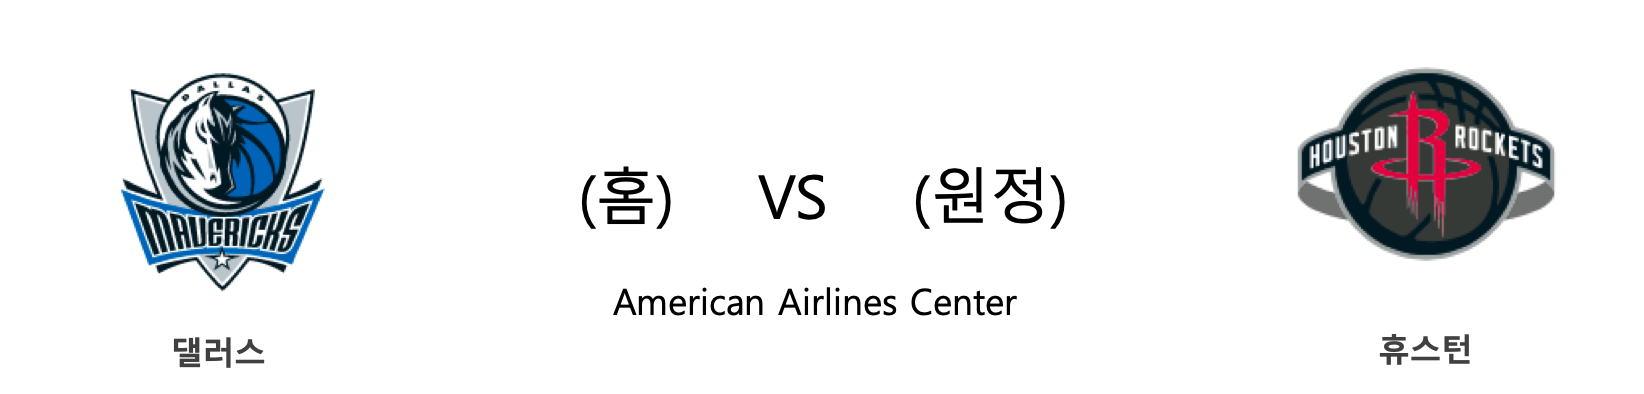 DALLAS
MAVERICKS
(홈) VS (원정)
HOUSTON R ROCKETS
American Airlines Center
댈러스
휴스턴